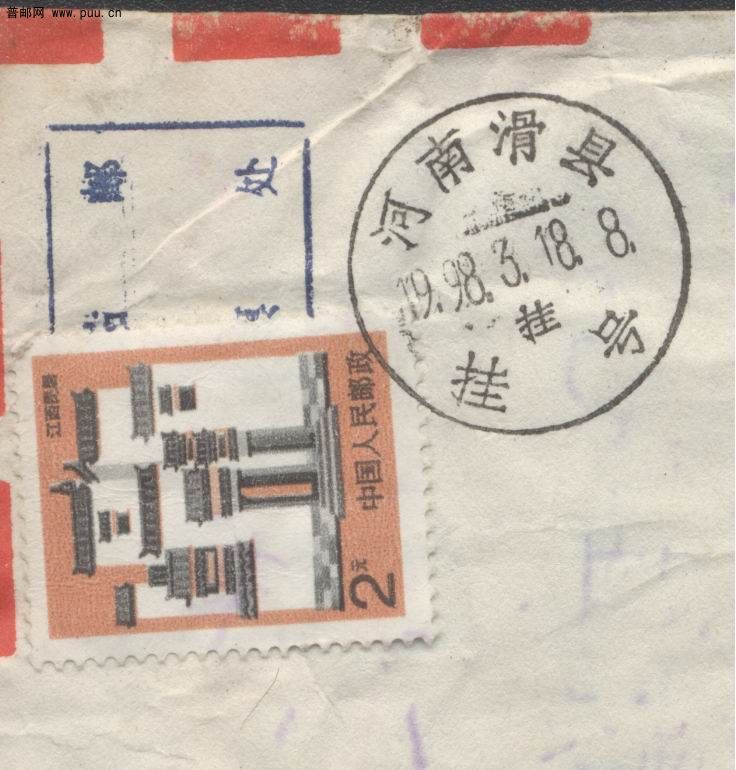 普邮网 www.puu.cn
邮 处
河南滑县
19.98.3.18.8.
挂
挂号
江西民居
中国人民邮政
2元